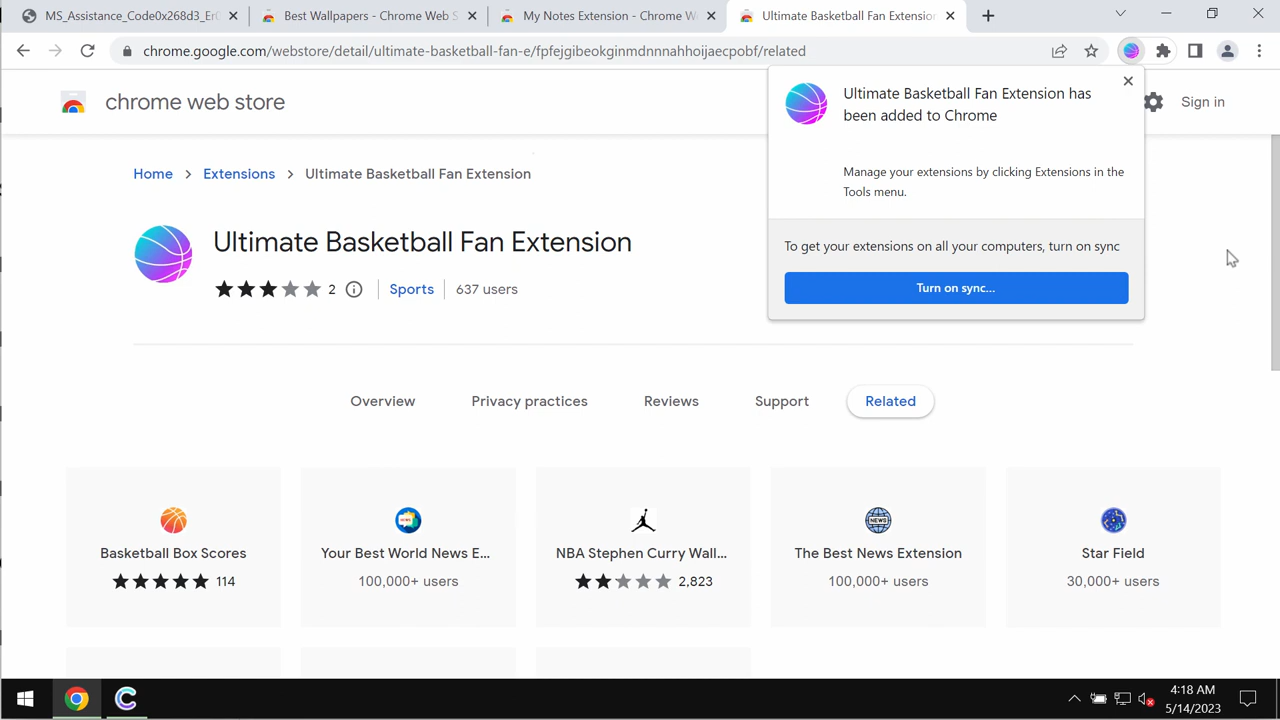 MS_Assistance_Code0x268d3_Er0
Best Wallpapers - Chrome Web S
My Notes Extension - Chrome We
Ultimate Basketball Fan Extension
chrome.google.com/webstore/detail/ultimate-basketball-fan-e/fpfejgibeokginmdnnnahhoijaecpobf/related
chrome web store
Sign in
Ultimate Basketball Fan Extension has
been added to Chrome
Manage your extensions by clicking Extensions in the
Tools menu.
To get your extensions on all your computers, turn on sync
Turn on sync...
Home
Extensions
Ultimate Basketball Fan Extension
Ultimate Basketball Fan Extension
2
Sports
637 users
Overview
Privacy practices
Reviews
Support
Related
Basketball Box Scores
114
Your Best World News E...
100,000+ users
NBA Stephen Curry Wall...
2,823
NEWS
The Best News Extension
100,000+ users
Star Field
30,000+ users
4:18 AM
5/14/2023